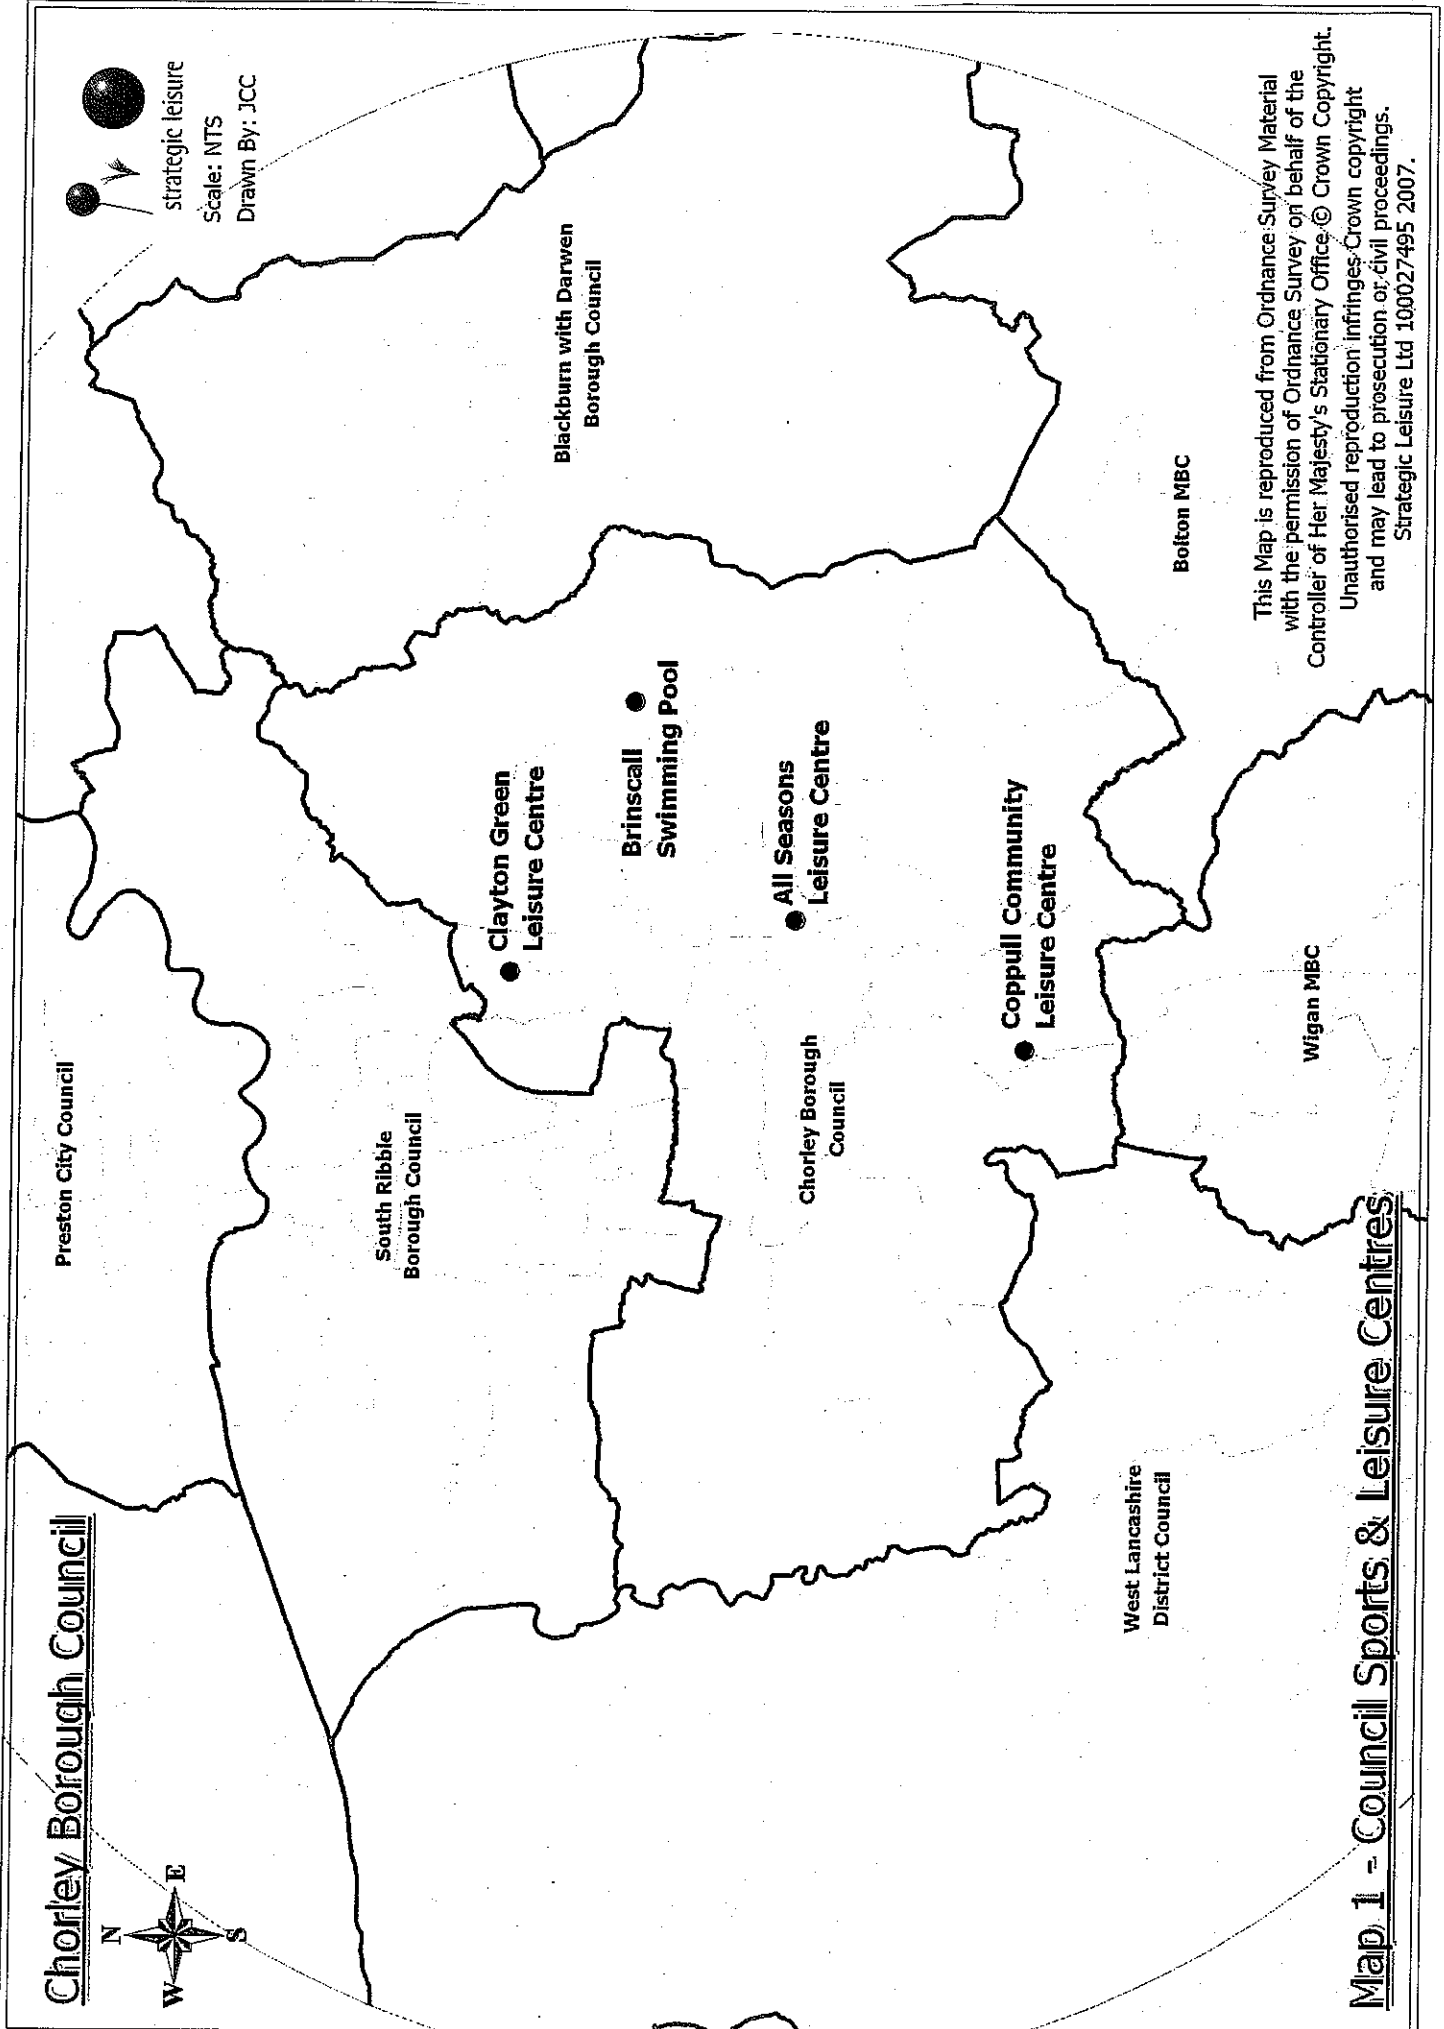 Chorley Borough Council
N
W
E
S
strategic leisure
Scale: NTS
Drawn By: JCC
Preston City Council
South Ribble
Borough Council
Blackburn with Darwen
Borough Council
Clayton Green
Leisure Centre
Brinscall
Swimming Pool
All Seasons
Leisure Centre
Chorley Borough
Council
Coppull Community
Leisure Centre
West Lancashire
District Council
Wigan MBC
Bolton MBC
This Map is reproduced from Ordnance Survey Material
with the permission of Ordnance Survey on behalf of the
Controller of Her Majesty's Stationary Office © Crown Copyright.
Unauthorised reproduction infringes Crown copyright
and may lead to prosecution or civil proceedings.
Strategic Leisure Ltd 100027495 2007.
Map 1 - Council Sports & Leisure Centres